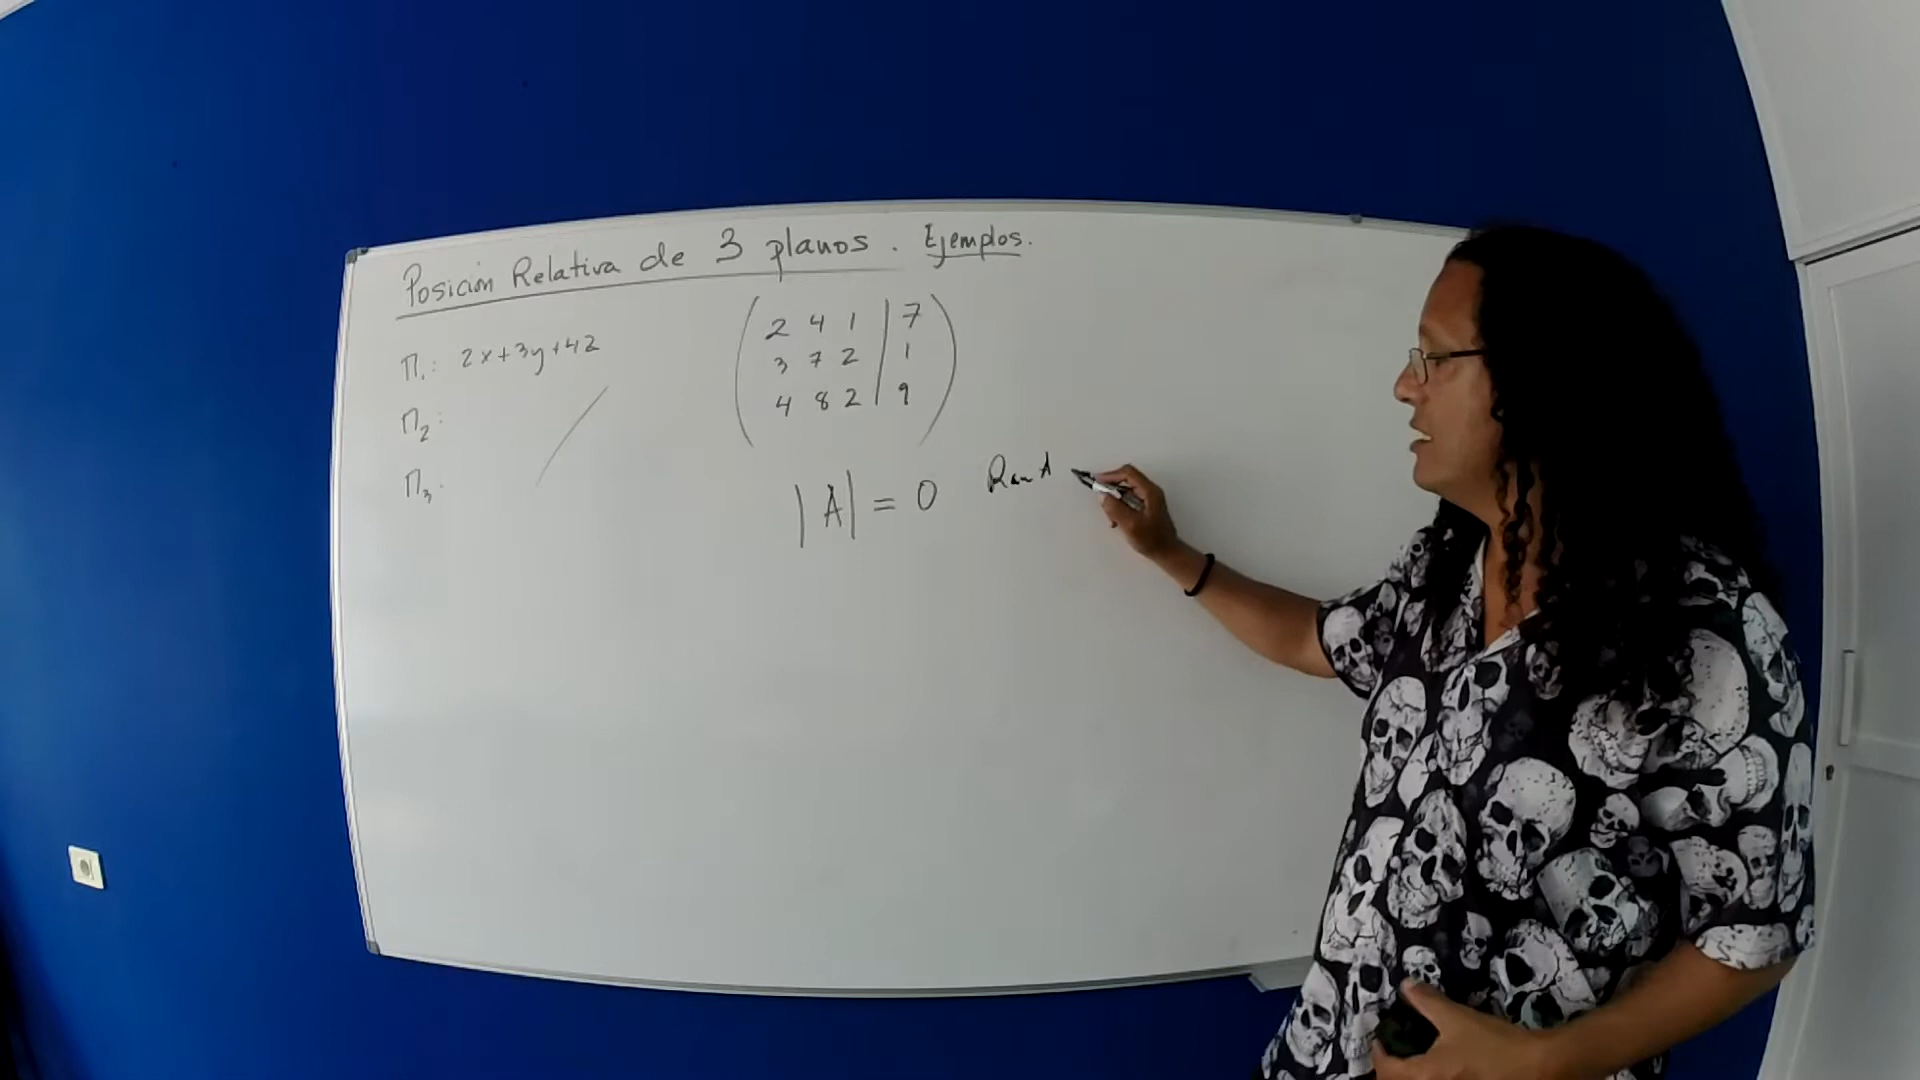 Posición Relativa de 3 planos. Ejemplos.
Π₁: 2x+3y+4z
Π₂:
Π₃:
2 4 1 | 7
3 7 2 | 1
4 8 2 | 9
|A| = 0 Ran A